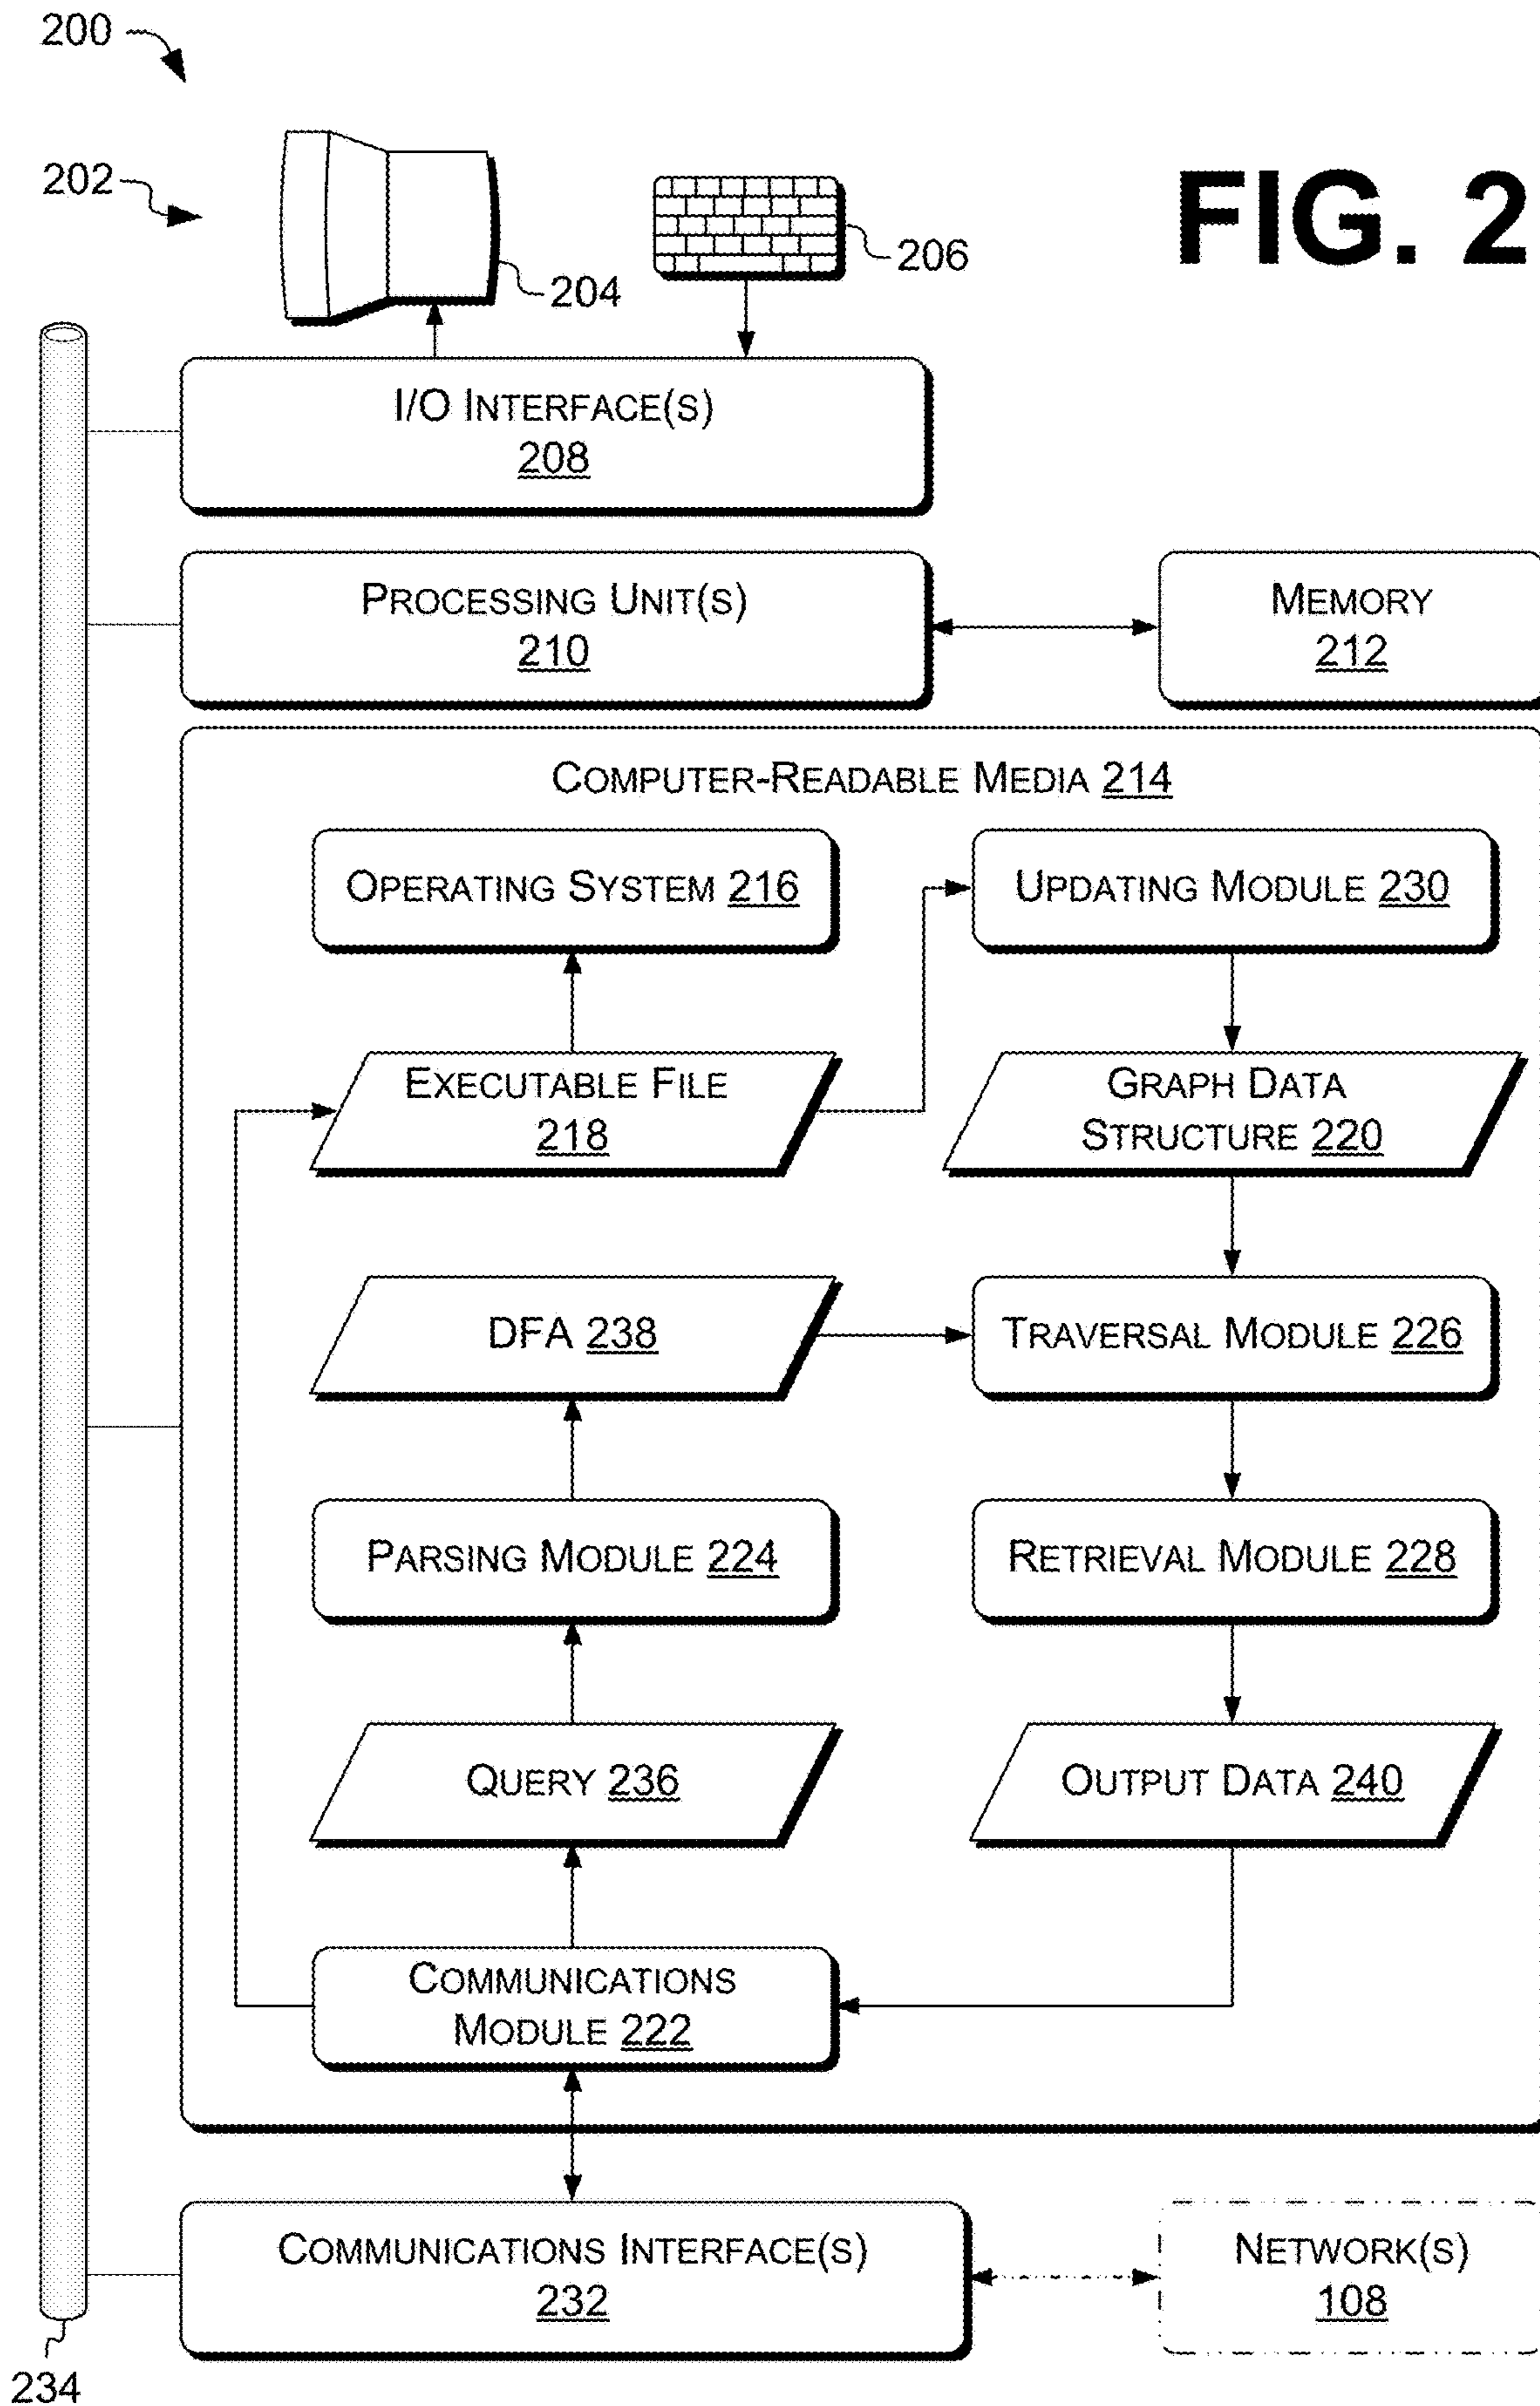 200
202
FIG. 2
206
204
I/O INTERFACE(S)
208
PROCESSING UNIT(S)
210
MEMORY
212
COMPUTER-READABLE MEDIA 214
OPERATING SYSTEM 216
UPDATING MODULE 230
EXECUTABLE FILE
218
GRAPH DATA
STRUCTURE 220
DFA 238
TRAVERSAL MODULE 226
PARSING MODULE 224
RETRIEVAL MODULE 228
QUERY 236
OUTPUT DATA 240
COMMUNICATIONS
MODULE 222
COMMUNICATIONS INTERFACE(S)
232
NETWORK(S)
108
234